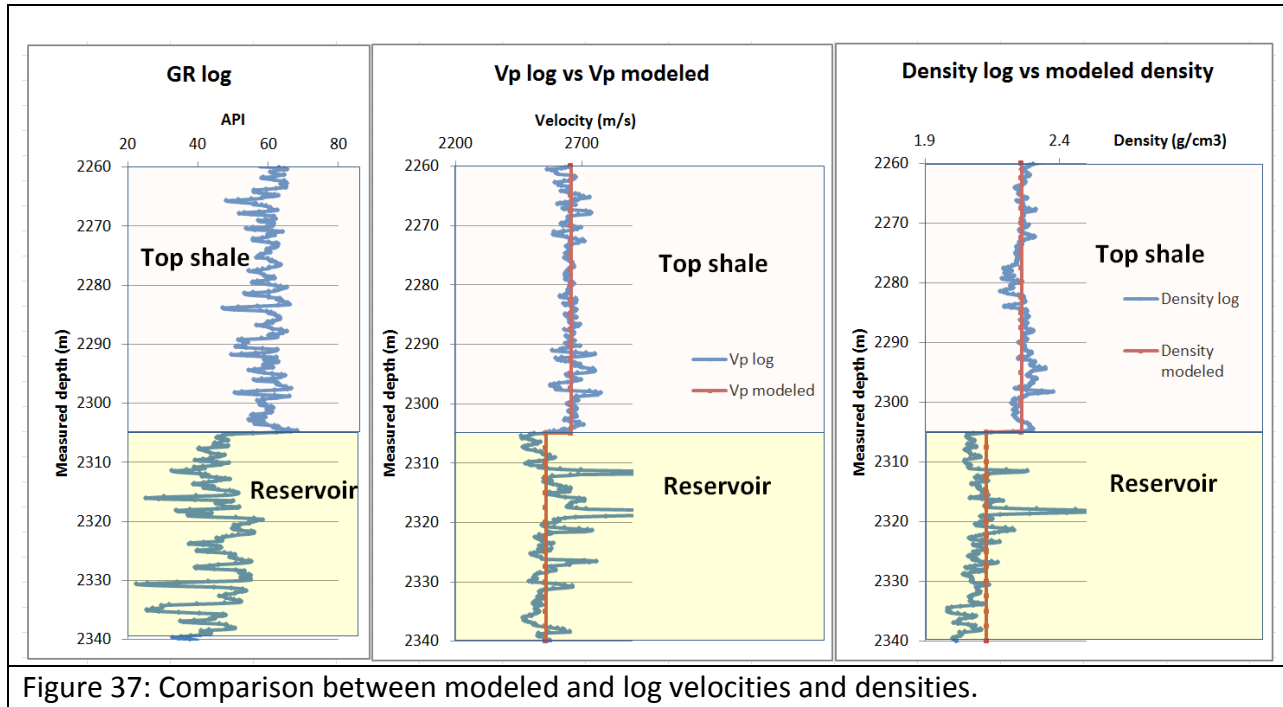 GR log
API
20 40 60 80
Measured depth (m)
2260
2270
2280
2290
2300
2310
2320
2330
2340
Top shale
Reservoir
Vp log vs Vp modeled
Velocity (m/s)
2200 2700
Measured depth (m)
2260
2270
2280
2290
2300
2310
2320
2330
2340
Top shale
Vp log
Vp modeled
Reservoir
Density log vs modeled density
1.9 2.4 Density (g/cm3)
Measured depth (m)
2260
2270
2280
2290
2300
2310
2320
2330
2340
Top shale
Density log
Density
modeled
Reservoir
Figure 37: Comparison between modeled and log velocities and densities.